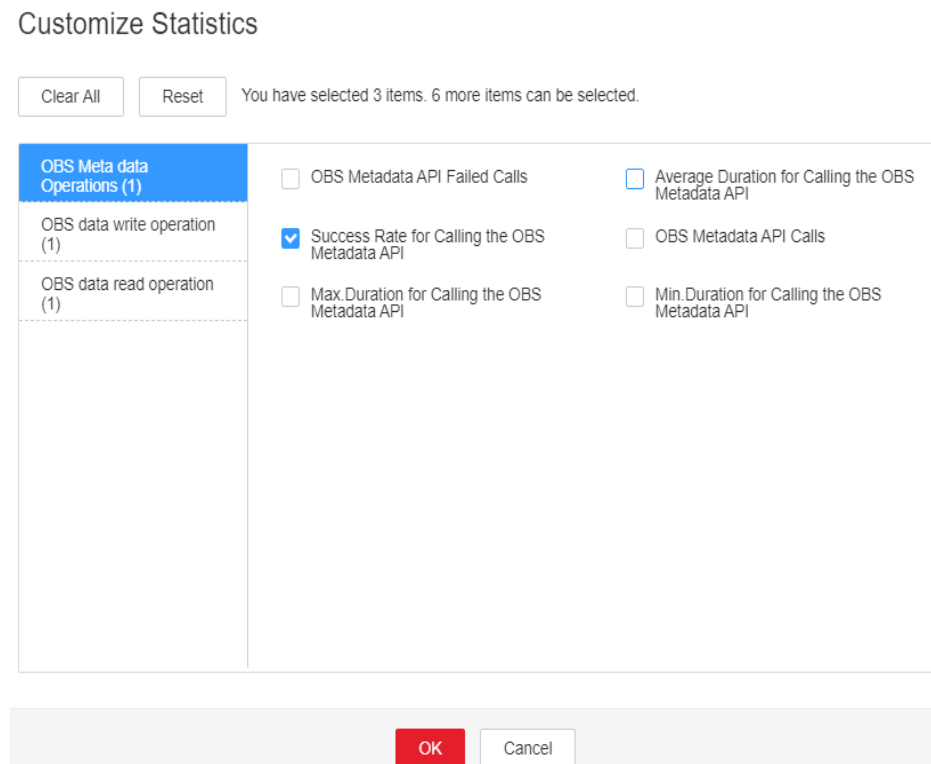 Customize Statistics
Clear All
Reset
You have selected 3 items. 6 more items can be selected.
OBS Meta data
Operations (1)
OBS data write operation
(1)
OBS data read operation
(1)
OBS Metadata API Failed Calls
Average Duration for Calling the OBS
Metadata API
Success Rate for Calling the OBS
Metadata API
OBS Metadata API Calls
Max.Duration for Calling the OBS
Metadata API
Min.Duration for Calling the OBS
Metadata API
OK
Cancel